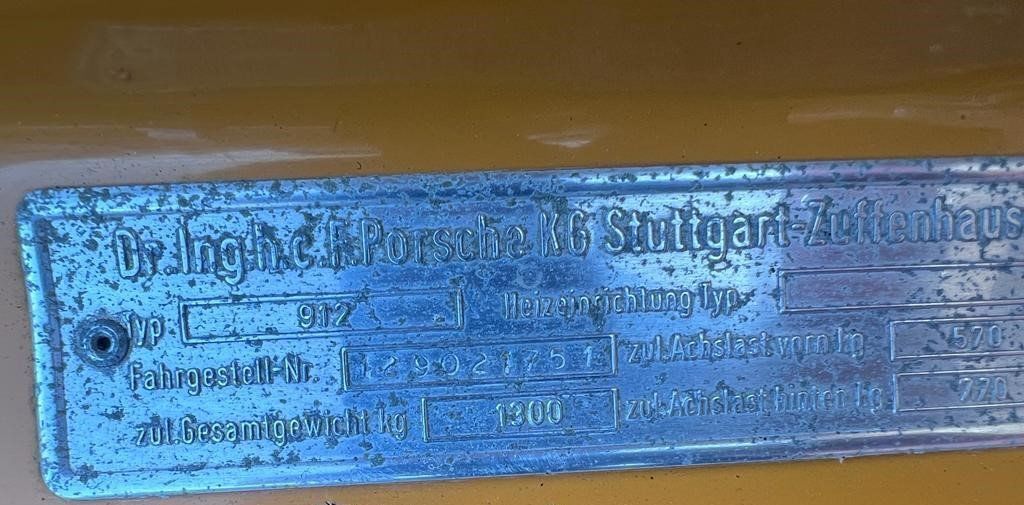 Dr. Ing. h.c. F. Porsche KG Stuttgart-Zuffenhaus
Typ 912 Heizeinrichtung Typ
Fahrgestell-Nr. 129021751 zul. Achslast vorn kg 570
zul. Gesamtgewicht kg 1300 zul. Achslast hinten kg 770